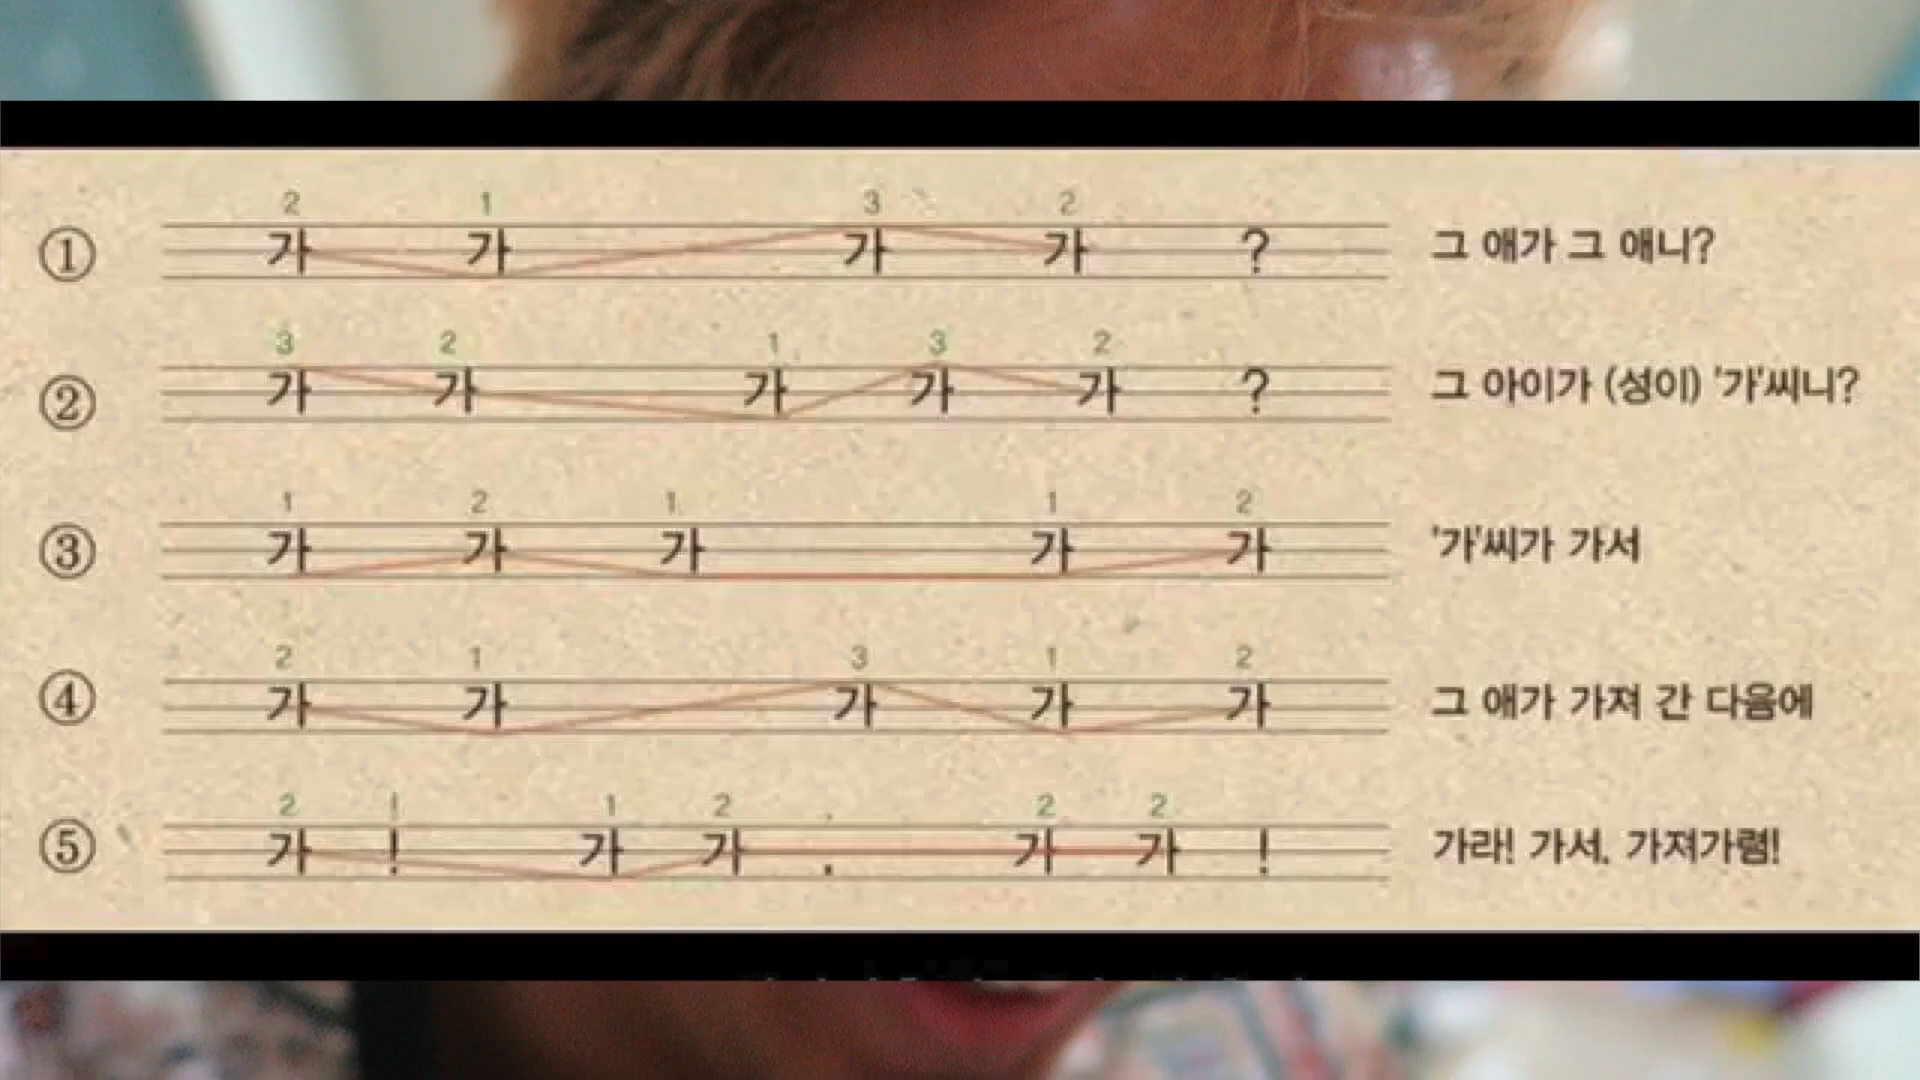 2 1 3 2
① 가 가 가 가 ? 그 애가 그 애니?
3 2 1 3 2
② 가 가 가 가 가 ? 그 아이가 (성이) '가'씨니?
1 2 1 1 2
③ 가 가 가 가 가 '가'씨가 가서
2 1 3 1 2
④ 가 가 가 가 가 그 애가 가져 간 다음에
2 ! 1 2 . 2 2
⑤ 가 ! 가 가 . 가 가 ! 가라! 가서. 가져가렴!